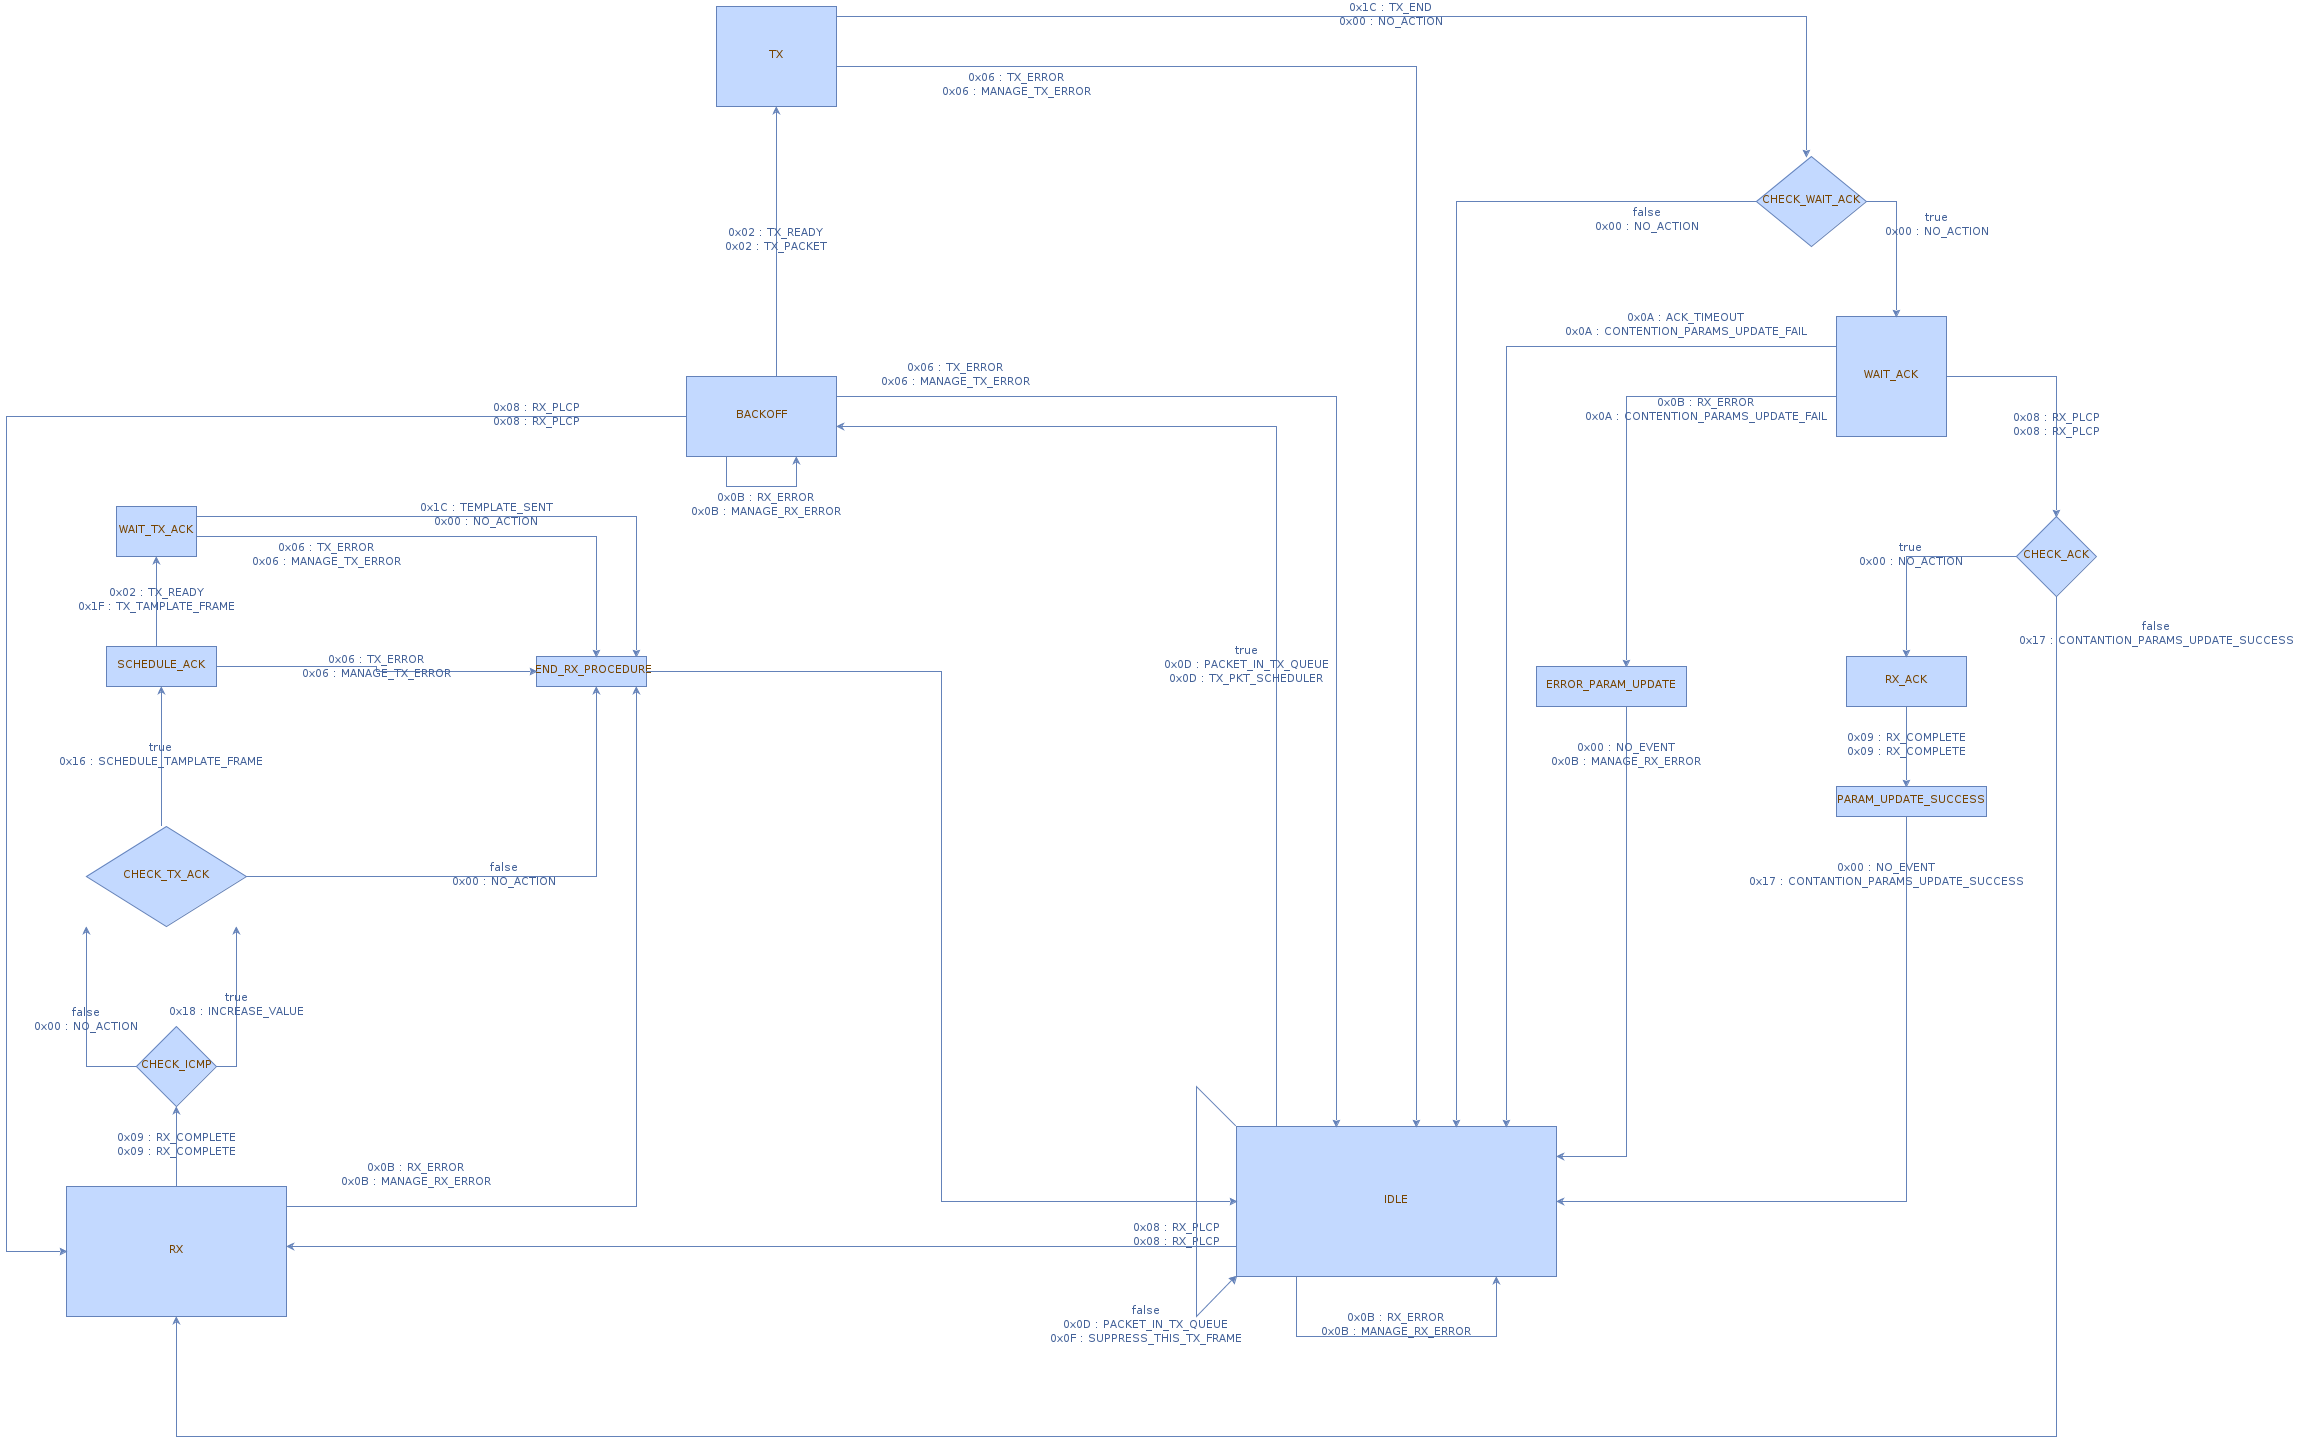 0x1C : TX_END
0x00 : NO_ACTION
TX
0x06 : TX_ERROR
0x06 : MANAGE_TX_ERROR
CHECK_WAIT_ACK
false
0x00 : NO_ACTION
true
0x00 : NO_ACTION
0x02 : TX_READY
0x02 : TX_PACKET
0x0A : ACK_TIMEOUT
0x0A : CONTENTION_PARAMS_UPDATE_FAIL
WAIT_ACK
0x06 : TX_ERROR
0x06 : MANAGE_TX_ERROR
0x08 : RX_PLCP
0x08 : RX_PLCP
BACKOFF
0x0B : RX_ERROR
0x0A : CONTENTION_PARAMS_UPDATE_FAIL
0x08 : RX_PLCP
0x08 : RX_PLCP
0x0B : RX_ERROR
0x0B : MANAGE_RX_ERROR
0x1C : TEMPLATE_SENT
0x00 : NO_ACTION
WAIT_TX_ACK
0x06 : TX_ERROR
0x06 : MANAGE_TX_ERROR
true
0x00 : NO_ACTION
CHECK_ACK
0x02 : TX_READY
0x1F : TX_TAMPLATE_FRAME
false
0x17 : CONTANTION_PARAMS_UPDATE_SUCCESS
SCHEDULE_ACK
0x06 : TX_ERROR
0x06 : MANAGE_TX_ERROR
END_RX_PROCEDURE
true
0x0D : PACKET_IN_TX_QUEUE
0x0D : TX_PKT_SCHEDULER
ERROR_PARAM_UPDATE
RX_ACK
true
0x16 : SCHEDULE_TAMPLATE_FRAME
0x00 : NO_EVENT
0x0B : MANAGE_RX_ERROR
0x09 : RX_COMPLETE
0x09 : RX_COMPLETE
PARAM_UPDATE_SUCCESS
CHECK_TX_ACK
false
0x00 : NO_ACTION
0x00 : NO_EVENT
0x17 : CONTANTION_PARAMS_UPDATE_SUCCESS
false
0x00 : NO_ACTION
true
0x18 : INCREASE_VALUE
CHECK_ICMP
0x09 : RX_COMPLETE
0x09 : RX_COMPLETE
0x0B : RX_ERROR
0x0B : MANAGE_RX_ERROR
IDLE
RX
0x08 : RX_PLCP
0x08 : RX_PLCP
false
0x0D : PACKET_IN_TX_QUEUE
0x0F : SUPPRESS_THIS_TX_FRAME
0x0B : RX_ERROR
0x0B : MANAGE_RX_ERROR